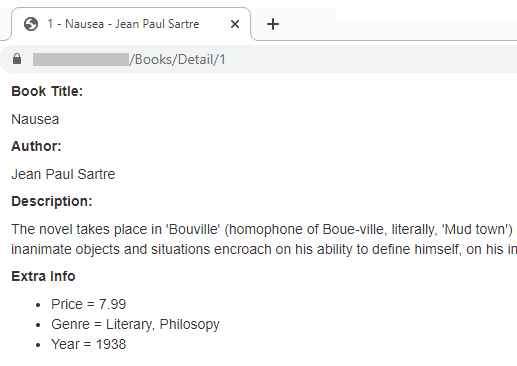 1 - Nausea - Jean Paul Sartre
/Books/Detail/1
Book Title:
Nausea
Author:
Jean Paul Sartre
Description:
The novel takes place in 'Bouville' (homophone of Boue-ville, literally, 'Mud town')
inanimate objects and situations encroach on his ability to define himself, on his in
Extra Info
• Price = 7.99
• Genre = Literary, Philosopy
• Year = 1938